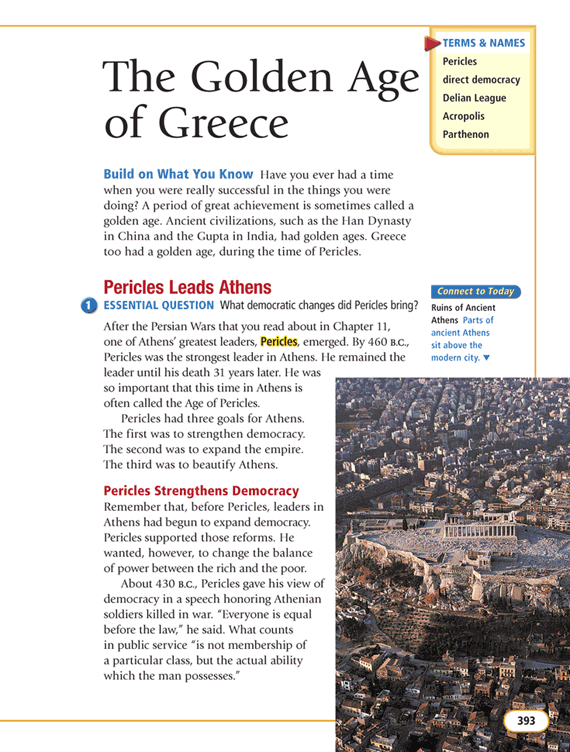 The Golden Age
of Greece
TERMS & NAMES
Pericles
direct democracy
Delian League
Acropolis
Parthenon
Build on What You Know Have you ever had a time
when you were really successful in the things you were
doing? A period of great achievement is sometimes called a
golden age. Ancient civilizations, such as the Han Dynasty
in China and the Gupta in India, had golden ages. Greece
too had a golden age, during the time of Pericles.
Pericles Leads Athens
1 ESSENTIAL QUESTION What democratic changes did Pericles bring?
After the Persian Wars that you read about in Chapter 11,
one of Athens’ greatest leaders, Pericles, emerged. By 460 B.C.,
Pericles was the strongest leader in Athens. He remained the
leader until his death 31 years later. He was
so important that this time in Athens is
often called the Age of Pericles.
Pericles had three goals for Athens.
The first was to strengthen democracy.
The second was to expand the empire.
The third was to beautify Athens.
Pericles Strengthens Democracy
Remember that, before Pericles, leaders in
Athens had begun to expand democracy.
Pericles supported those reforms. He
wanted, however, to change the balance
of power between the rich and the poor.
About 430 B.C., Pericles gave his view of
democracy in a speech honoring Athenian
soldiers killed in war. “Everyone is equal
before the law,” he said. What counts
in public service “is not membership of
a particular class, but the actual ability
which the man possesses.”
Connect to Today
Ruins of Ancient
Athens Parts of
ancient Athens
sit above the
modern city. ▼
393